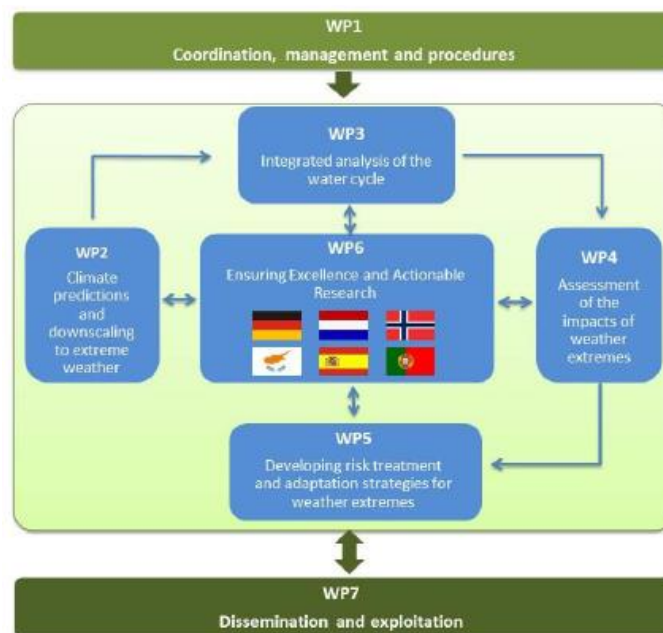 WP1
Coordination, management and procedures
WP3
Integrated analysis of the
water cycle
WP2
Climate
predictions
and
downscaling
to extreme
weather
WP6
Ensuring Excellence and Actionable
Research
WP4
Assessment
of the
impacts of
weather
extremes
WP5
Developing risk treatment
and adaptation strategies for
weather extremes
WP7
Dissemination and exploitation